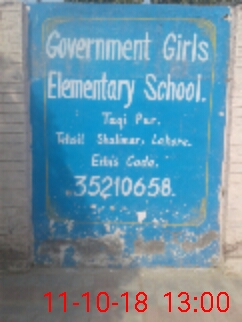 Government Girls
Elementary School.
Taqi Pur.
Tehsil Shalimar, Lahore.
Emis Code.
35210658.
11-10-18 13:00